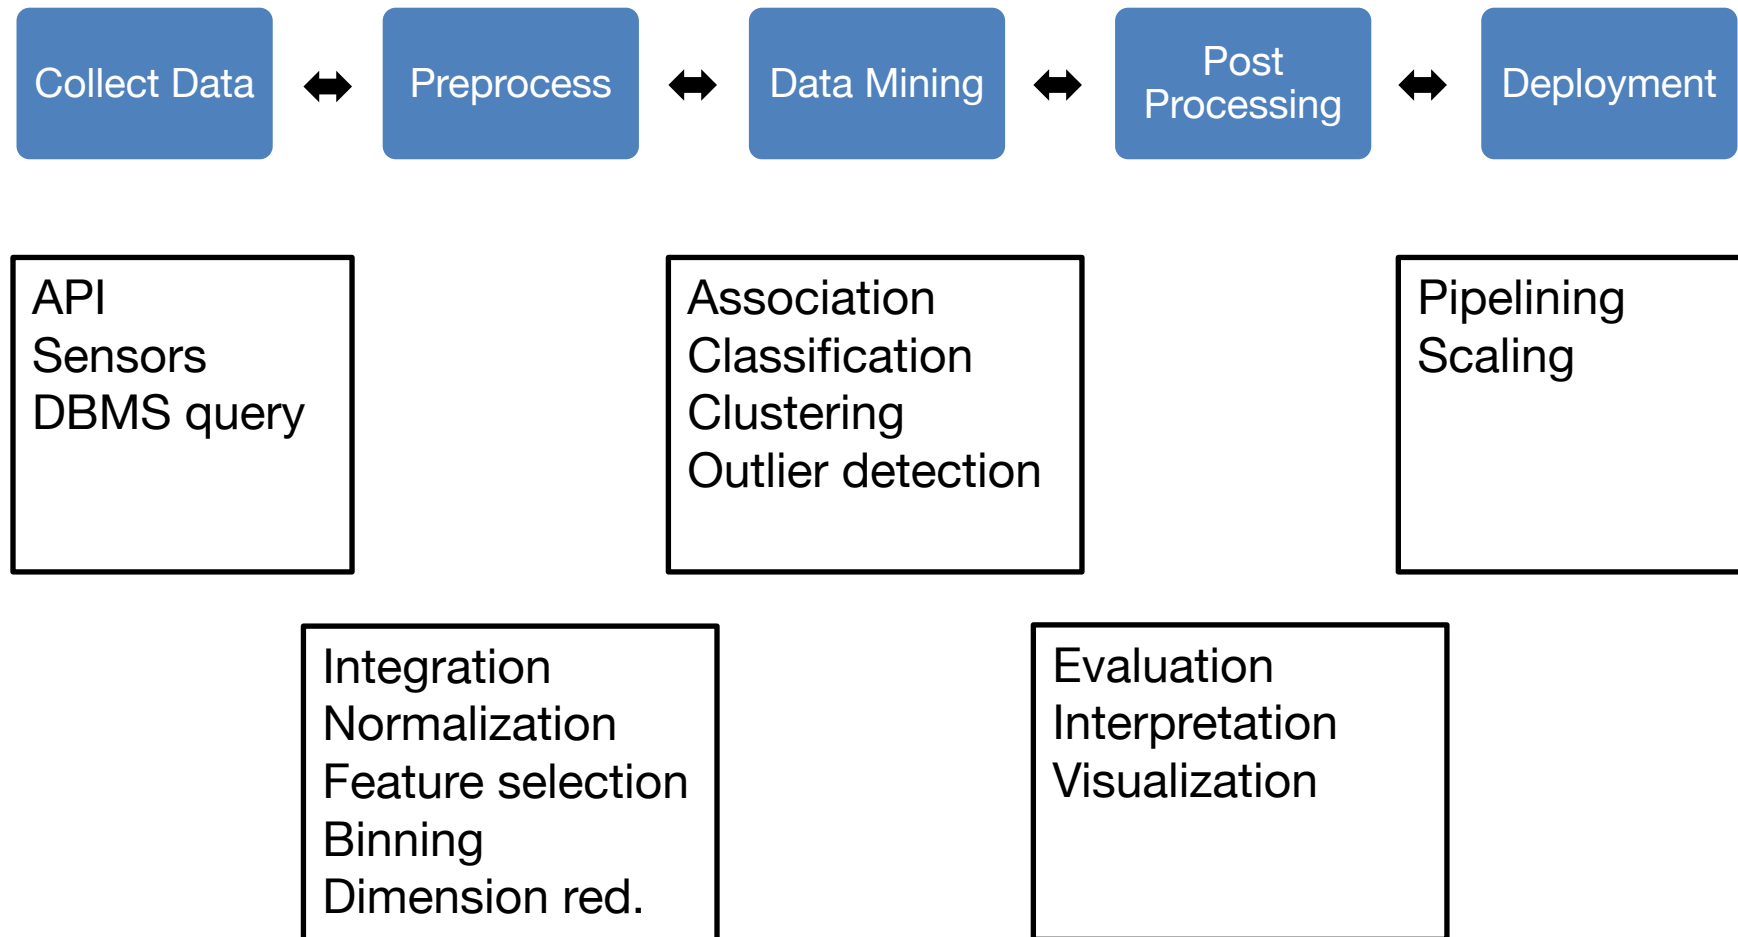 Collect Data
Preprocess
Data Mining
Post
Processing
Deployment
API
Sensors
DBMS query
Association
Classification
Clustering
Outlier detection
Pipelining
Scaling
Integration
Normalization
Feature selection
Binning
Dimension red.
Evaluation
Interpretation
Visualization